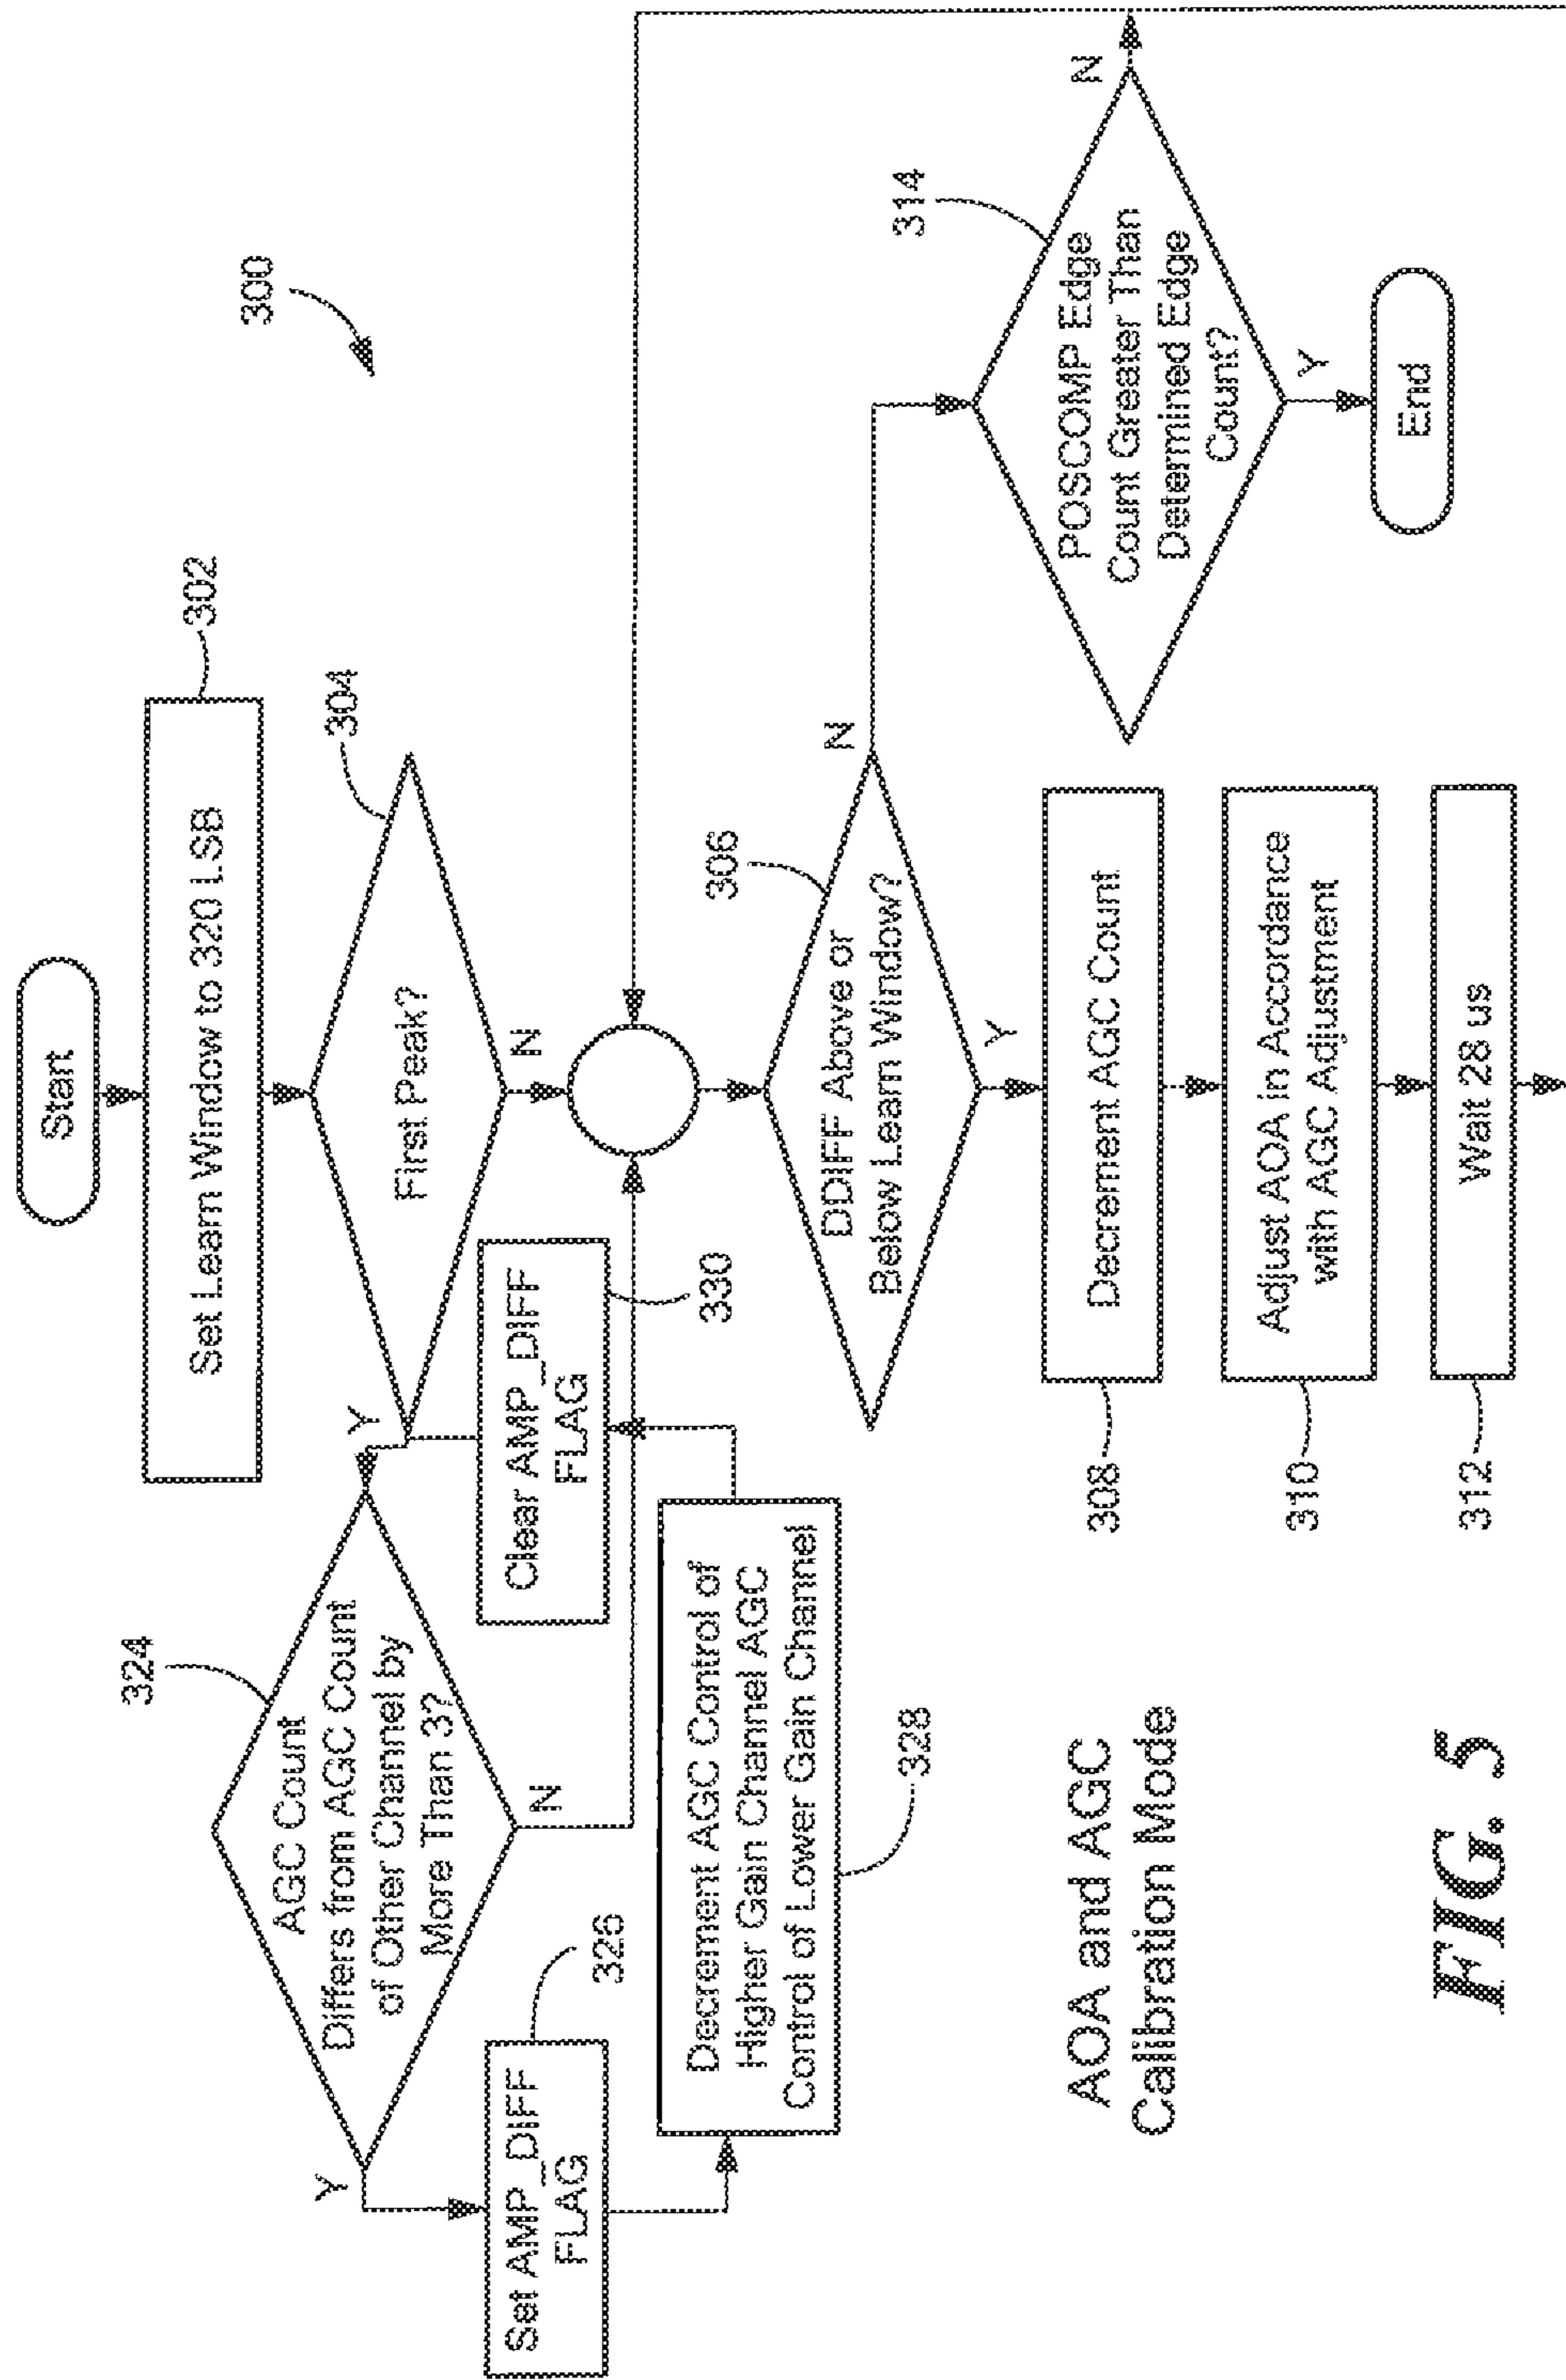 300
Start
302
Set Learn Window to 320 LSB
304
First Peak?
Y
N
324
AGC Count
Differs from AGC Count
of Other Channel by
More Than 3?
Y
N
326
Set AMP_DIFF
FLAG
Clear AMP_DIFF
FLAG
330
Decrement AGC Control of
Higher Gain Channel AGC
Control of Lower Gain Channel
328
306
DDIFF Above or
Below Learn Window?
N
Y
314
POSCOMP Edge
Count Greater Than
Determined Edge
Count?
N
Y
End
308
Decrement AGC Count
310
Adjust AOA in Accordance
with AGC Adjustment
312
Wait 28 us
AOA and AGC
Calibration Mode
FIG. 5